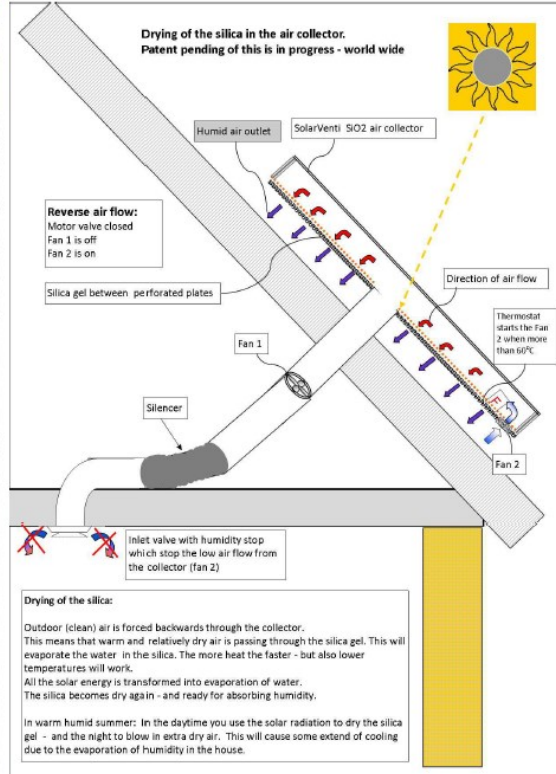 Drying of the silica in the air collector.
Patent pending of this is in progress - world wide
Humid air outlet
SolarVenti SiO2 air collector
Reverse air flow:
Motor valve closed
Fan 1 is off
Fan 2 is on
Silica gel between perforated plates
Direction of air flow
Thermostat
starts the Fan
2 when more
than 60°C
Fan 1
F
Silencer
Fan 2
Inlet valve with humidity stop
which stop the low air flow from
the collector (fan 2)
Drying of the silica:
Outdoor (clean) air is forced backwards through the collector.
This means that warm and relatively dry air is passing through the silica gel. This will
evaporate the water in the silica. The more heat the faster - but also lower
temperatures will work.
All the solar energy is transformed into evaporation of water.
The silica becomes dry again - and ready for absorbing humidity.
In warm humid summer: In the daytime you use the solar radiation to dry the silica
gel - and the night to blow in extra dry air. This will cause some extend of cooling
due to the evaporation of humidity in the house.